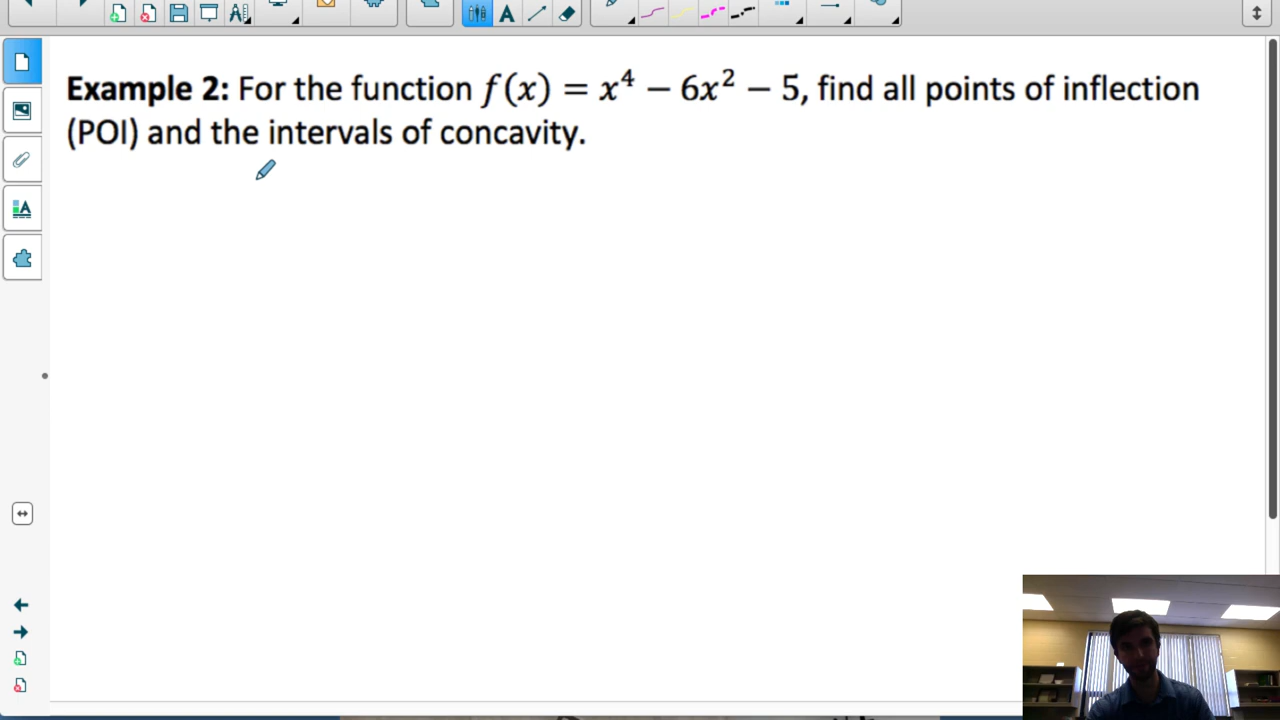 Example 2: For the function f(x) = x⁴ − 6x² − 5, find all points of inflection
(POI) and the intervals of concavity.